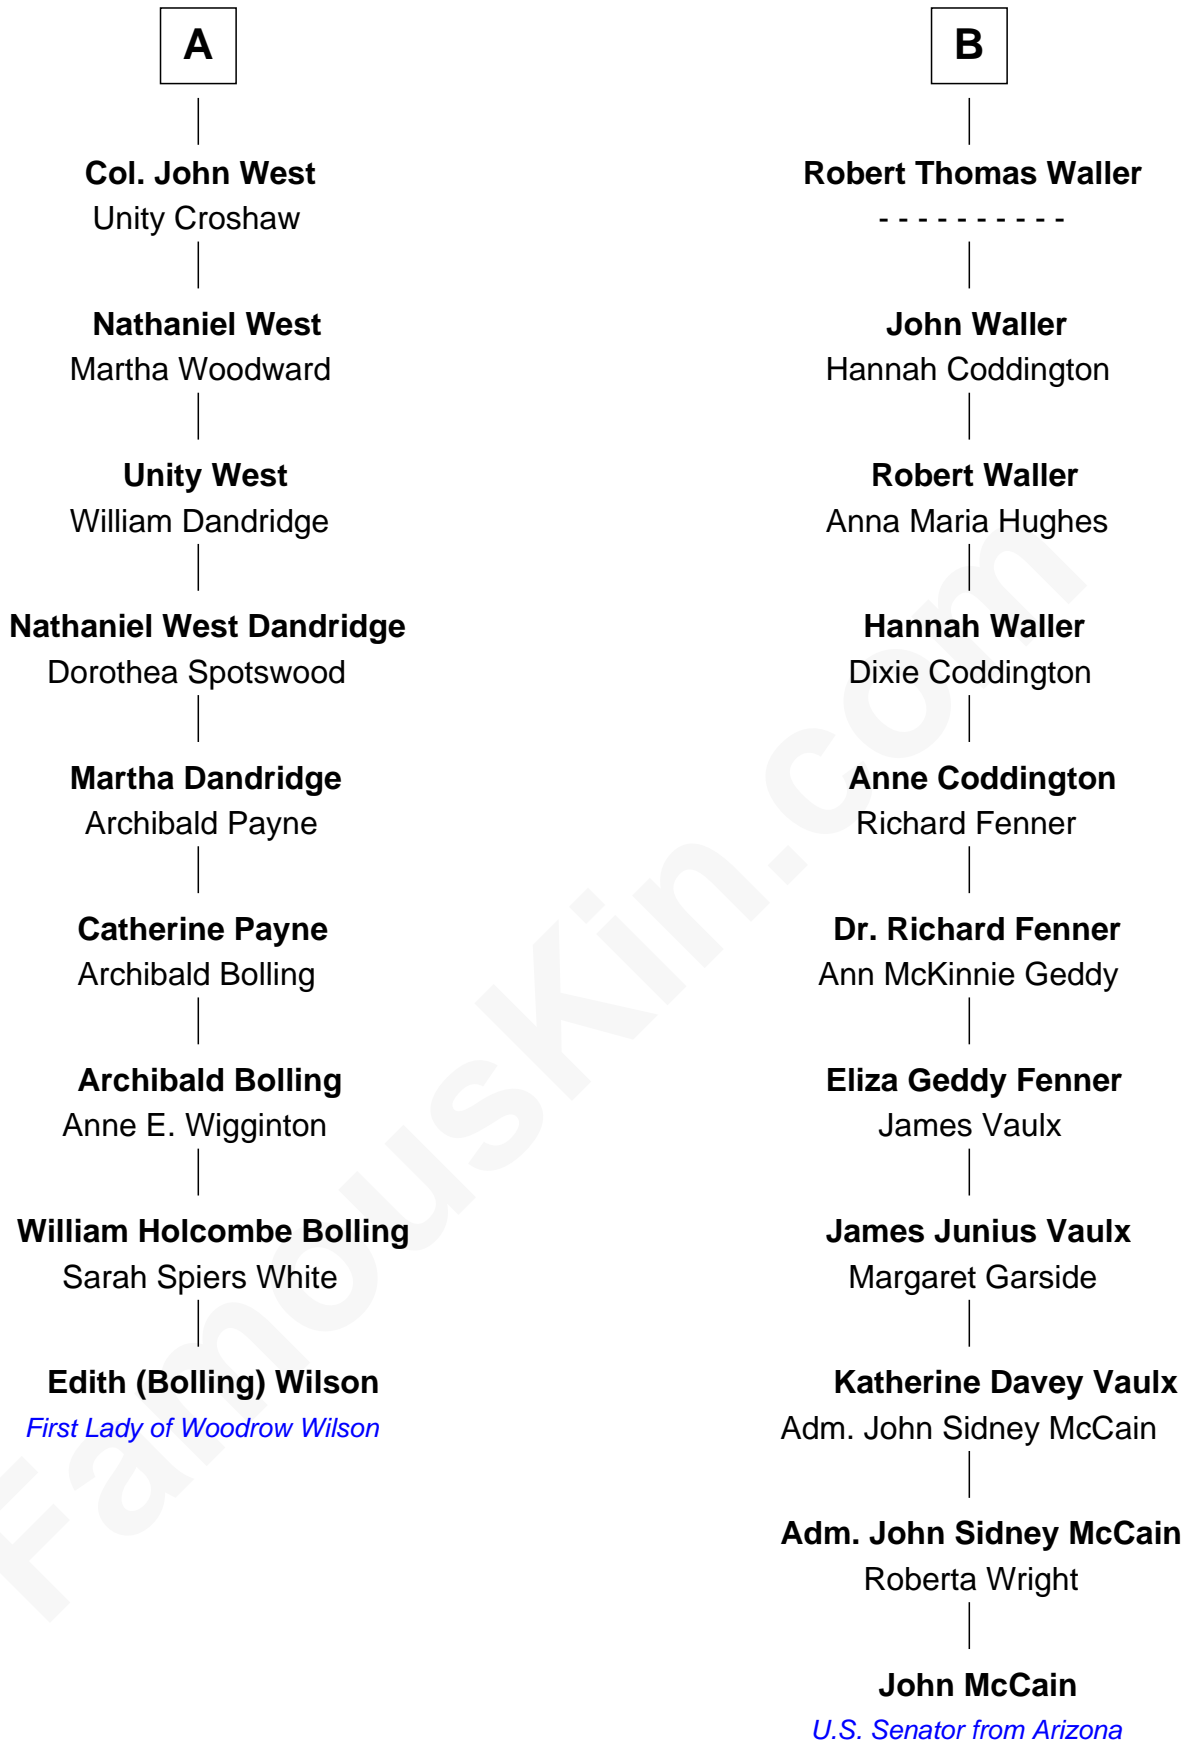 A
Col. John West
Unity Croshaw
Nathaniel West
Martha Woodward
Unity West
William Dandridge
Nathaniel West Dandridge
Dorothea Spotswood
Martha Dandridge
Archibald Payne
Catherine Payne
Archibald Bolling
Archibald Bolling
Anne E. Wigginton
William Holcombe Bolling
Sarah Spiers White
Edith (Bolling) Wilson
First Lady of Woodrow Wilson
B
Robert Thomas Waller
- - - - - - - - - -
John Waller
Hannah Coddington
Robert Waller
Anna Maria Hughes
Hannah Waller
Dixie Coddington
Anne Coddington
Richard Fenner
Dr. Richard Fenner
Ann McKinnie Geddy
Eliza Geddy Fenner
James Vaulx
James Junius Vaulx
Margaret Garside
Katherine Davey Vaulx
Adm. John Sidney McCain
Adm. John Sidney McCain
Roberta Wright
John McCain
U.S. Senator from Arizona
FamousKin.com